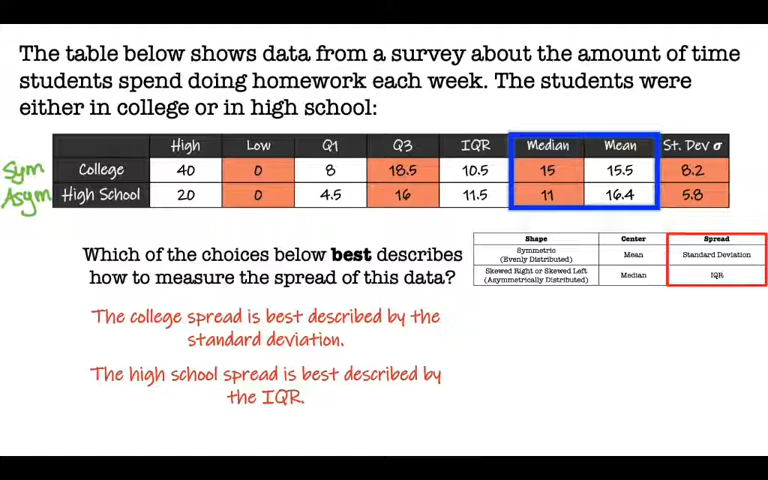 The table below shows data from a survey about the amount of time
students spend doing homework each week. The students were
either in college or in high school:
High Low Q1 Q3 IQR Median Mean St. Dev σ
Sym College 40 0 8 18.5 10.5 15 15.5 8.2
Asym High School 20 0 4.5 16 11.5 11 16.4 5.8
Which of the choices below best describes
how to measure the spread of this data?
Shape Center Spread
Symmetric
(Evenly Distributed) Mean Standard Deviation
Skewed Right or Skewed Left
(Asymmetrically Distributed) Median IQR
The college spread is best described by the
standard deviation.
The high school spread is best described by
the IQR.